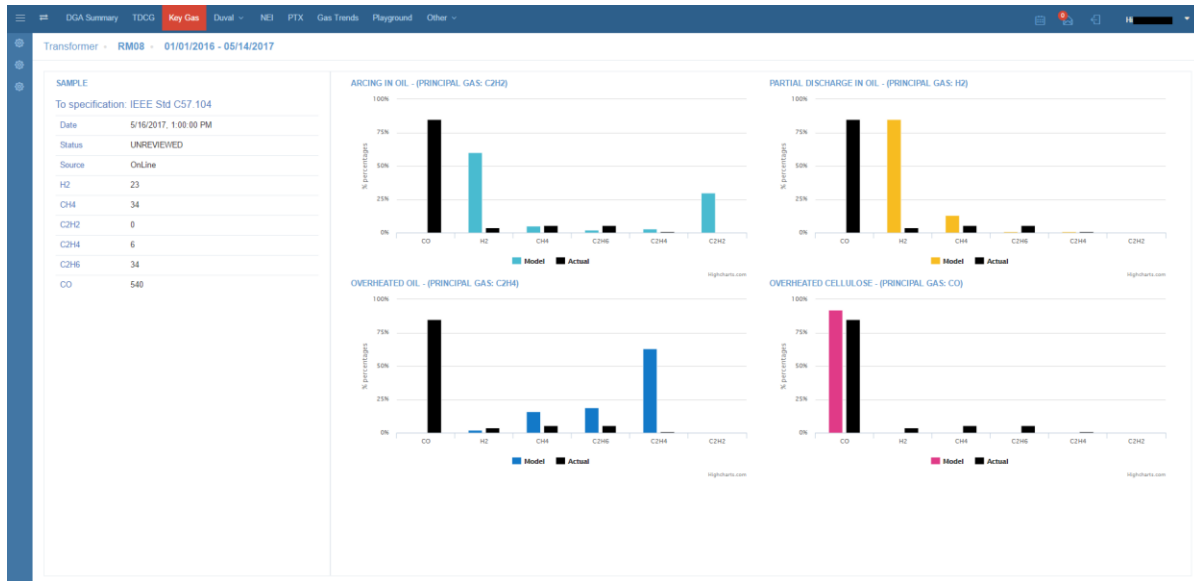 DGA Summary TDCG Key Gas Duval NEI PTX Gas Trends Playground Other 0 Hi
Transformer RM08 01/01/2016 - 05/14/2017
SAMPLE
To specification: IEEE Std C57.104
Date 5/16/2017, 1:00:00 PM
Status UNREVIEWED
Source OnLine
H2 23
CH4 34
C2H2 0
C2H4 6
C2H6 34
CO 540
ARCING IN OIL - (PRINCIPAL GAS: C2H2)
100%
75%
50%
25%
0%
% percentages
CO H2 CH4 C2H6 C2H4 C2H2
Model Actual
Highcharts.com
PARTIAL DISCHARGE IN OIL - (PRINCIPAL GAS: H2)
100%
75%
50%
25%
0%
% percentages
CO H2 CH4 C2H6 C2H4 C2H2
Model Actual
Highcharts.com
OVERHEATED OIL - (PRINCIPAL GAS: C2H4)
100%
75%
50%
25%
0%
% percentages
CO H2 CH4 C2H6 C2H4 C2H2
Model Actual
Highcharts.com
OVERHEATED CELLULOSE - (PRINCIPAL GAS: CO)
100%
75%
50%
25%
0%
% percentages
CO H2 CH4 C2H6 C2H4 C2H2
Model Actual
Highcharts.com